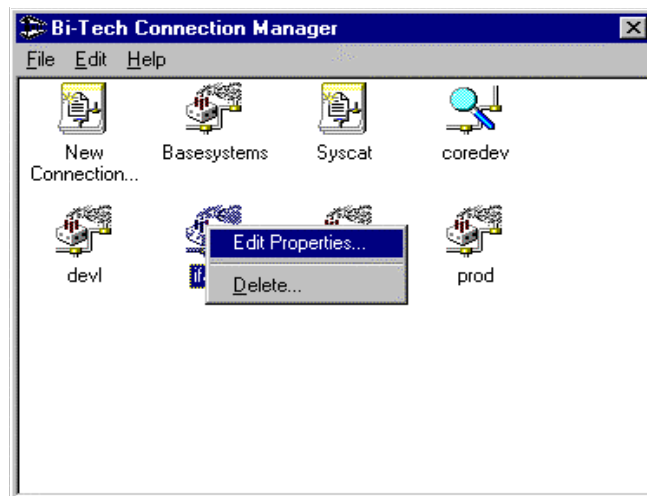 Bi-Tech Connection Manager
File Edit Help
New
Connection...
Basesystems
Syscat
coredev
devl
prod
Edit Properties...
Delete...